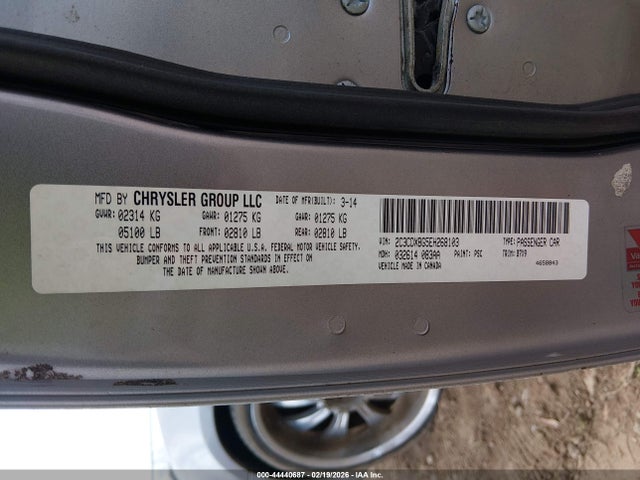 MFD BY CHRYSLER GROUP LLC DATE OF MFR(BUILT): 3-14
GVWR: 02314 KG GAWR: 01275 KG GAWR: 01275 KG
05100 LB FRONT: 02810 LB REAR: 02810 LB
THIS VEHICLE CONFORMS TO ALL APPLICABLE U.S.A. FEDERAL MOTOR VEHICLE SAFETY,
BUMPER AND THEFT PREVENTION STANDARDS IN EFFECT ON
THE DATE OF MANUFACTURE SHOWN ABOVE.
VIN: 2C3CDXBG5EH268103 TYPE: PASSENGER CAR
MDH: 032614 083AA PAINT: PSC TRIM: B7V9
VEHICLE MADE IN CANADA 4658043
000-44440687 - 02/19/2026 - IAA Inc.